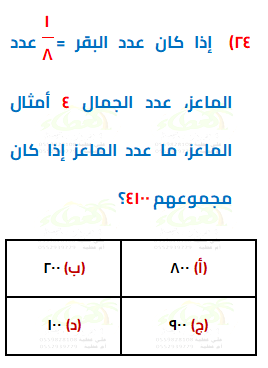 ٢٤) إذا كان عدد البقر = ١/٨ عدد
الماعز، عدد الجمال ٤ أمثال
الماعز، ما عدد الماعز إذا كان
مجموعهم ٤١٠٠؟
(أ) ٨٠٠
(ب) ٢٠٠
(ج) ٩٠٠
(د) ١٠٠